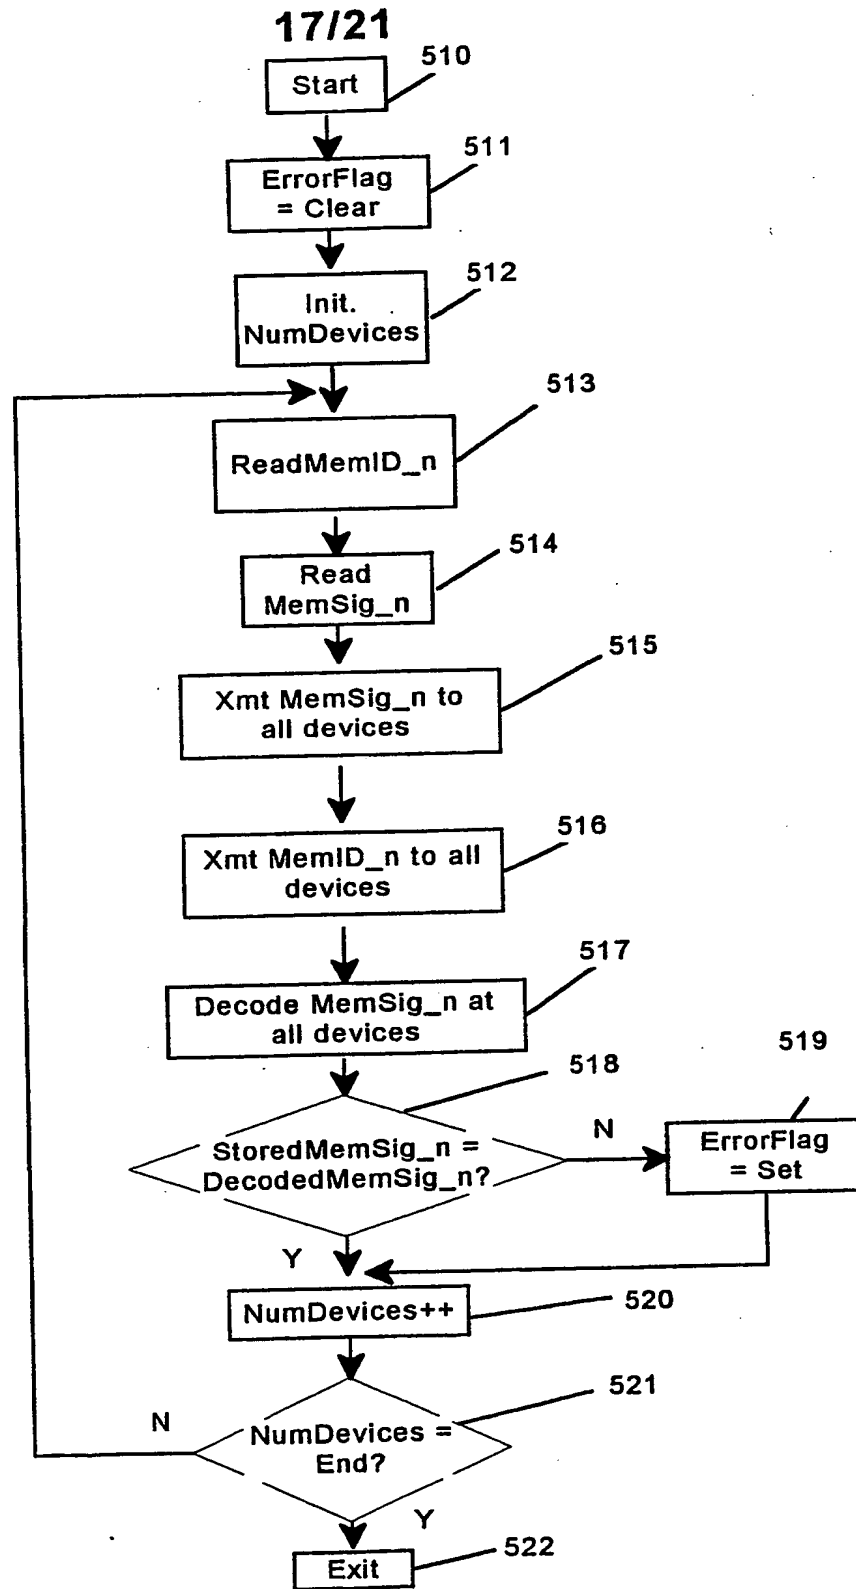 17/21
510
Start
511
ErrorFlag
= Clear
512
Init.
NumDevices
513
ReadMemID_n
514
Read
MemSig_n
515
Xmt MemSig_n to
all devices
516
Xmt MemID_n to all
devices
517
Decode MemSig_n at
all devices
518
519
StoredMemSig_n =
DecodedMemSig_n?
N
ErrorFlag
= Set
Y
NumDevices++
520
521
N
NumDevices =
End?
Y
Exit
522